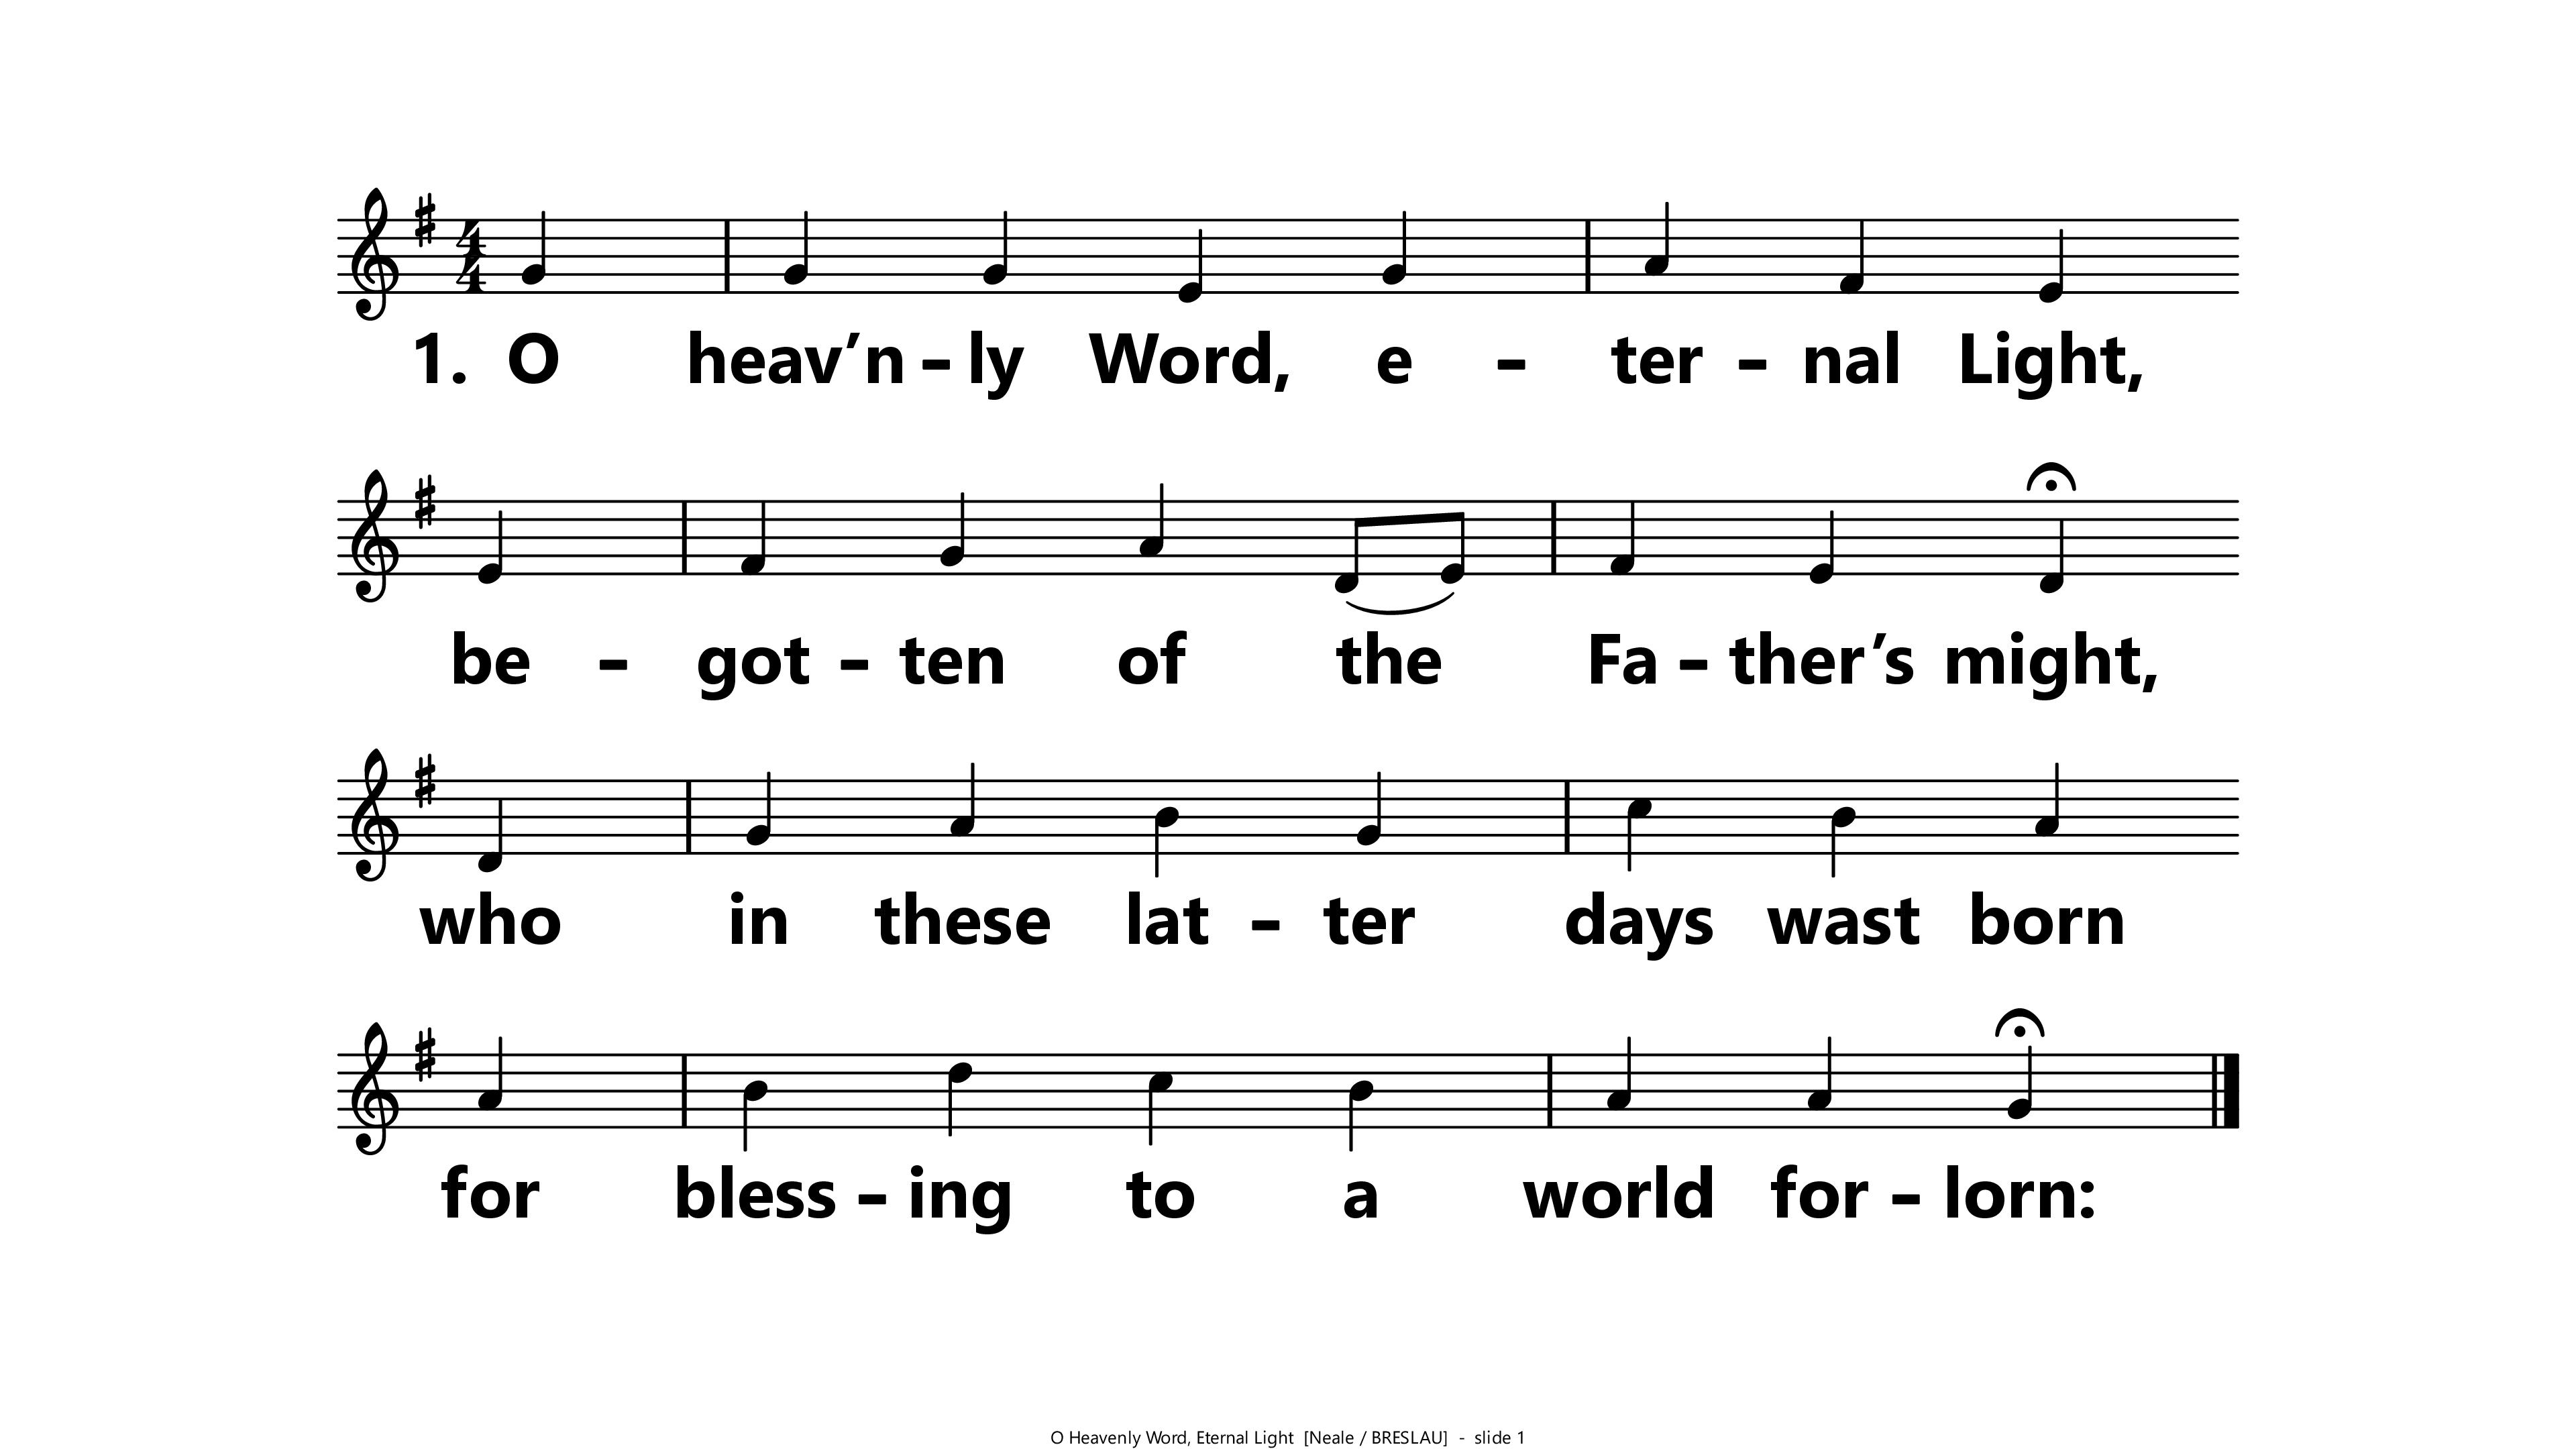 1. O heav’n - ly Word, e - ter - nal Light,
be - got - ten of the Fa - ther’s might,
who in these lat - ter days wast born
for bless - ing to a world for - lorn:
O Heavenly Word, Eternal Light [Neale / BRESLAU] - slide 1